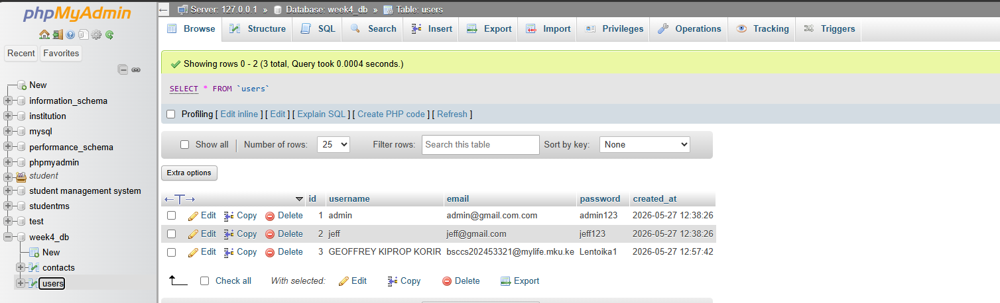 phpMyAdmin
Recent Favorites
New
information_schema
institution
mysql
performance_schema
phpmyadmin
student
student management system
studentms
test
week4_db
New
contacts
users
Server: 127.0.0.1 » Database: week4_db » Table: users
Browse Structure SQL Search Insert Export Import Privileges Operations Tracking Triggers
Showing rows 0 - 2 (3 total, Query took 0.0004 seconds.)
SELECT * FROM `users`
Profiling [ Edit inline ] [ Edit ] [ Explain SQL ] [ Create PHP code ] [ Refresh ]
Show all Number of rows: 25 Filter rows: Search this table Sort by key: None
Extra options
id username email password created_at
Edit Copy Delete 1 admin admin@gmail.com.com admin123 2026-05-27 12:38:26
Edit Copy Delete 2 jeff jeff@gmail.com jeff123 2026-05-27 12:38:26
Edit Copy Delete 3 GEOFFREY KIPROP KORIR bsccs202453321@mylife.mku.ke Lentoika1 2026-05-27 12:57:42
Check all With selected: Edit Copy Delete Export